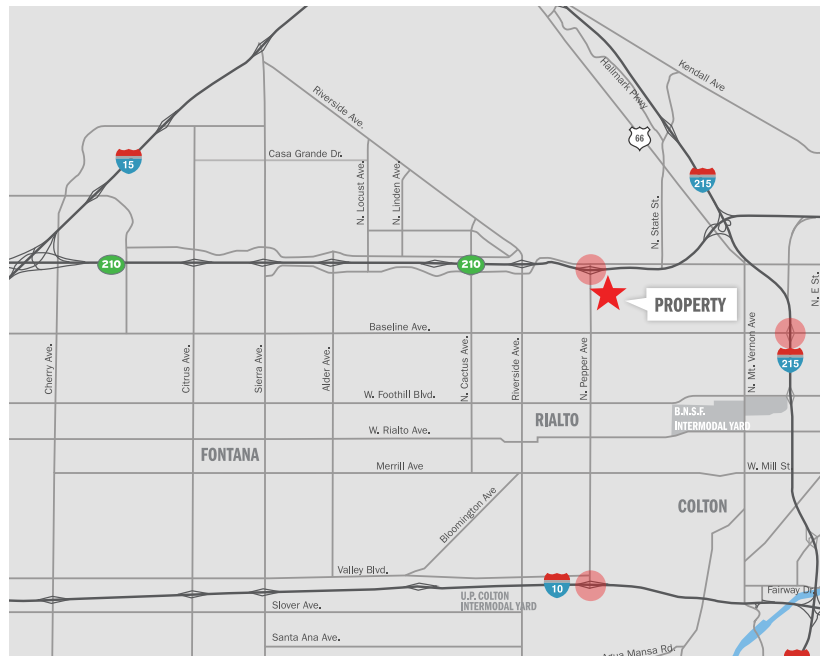 Kendall Ave
Hallmark Pkwy
Riverside Ave.
66
Casa Grande Dr.
15
215
N. Locust Ave.
N. Linden Ave.
N. State St.
210
210
N. E St.
PROPERTY
Baseline Ave.
Cherry Ave.
Citrus Ave.
Sierra Ave.
Alder Ave.
N. Cactus Ave.
Riverside Ave.
N. Pepper Ave
N. Mt. Vernon Ave
215
W. Foothill Blvd.
B.N.S.F.
INTERMODAL YARD
RIALTO
W. Rialto Ave.
FONTANA
Merrill Ave
W. Mill St.
COLTON
Bloomington Ave
Valley Blvd.
10
U.P. COLTON
INTERMODAL YARD
Fairway Dr.
Slover Ave.
Santa Ana Ave.
Agua Mansa Rd.